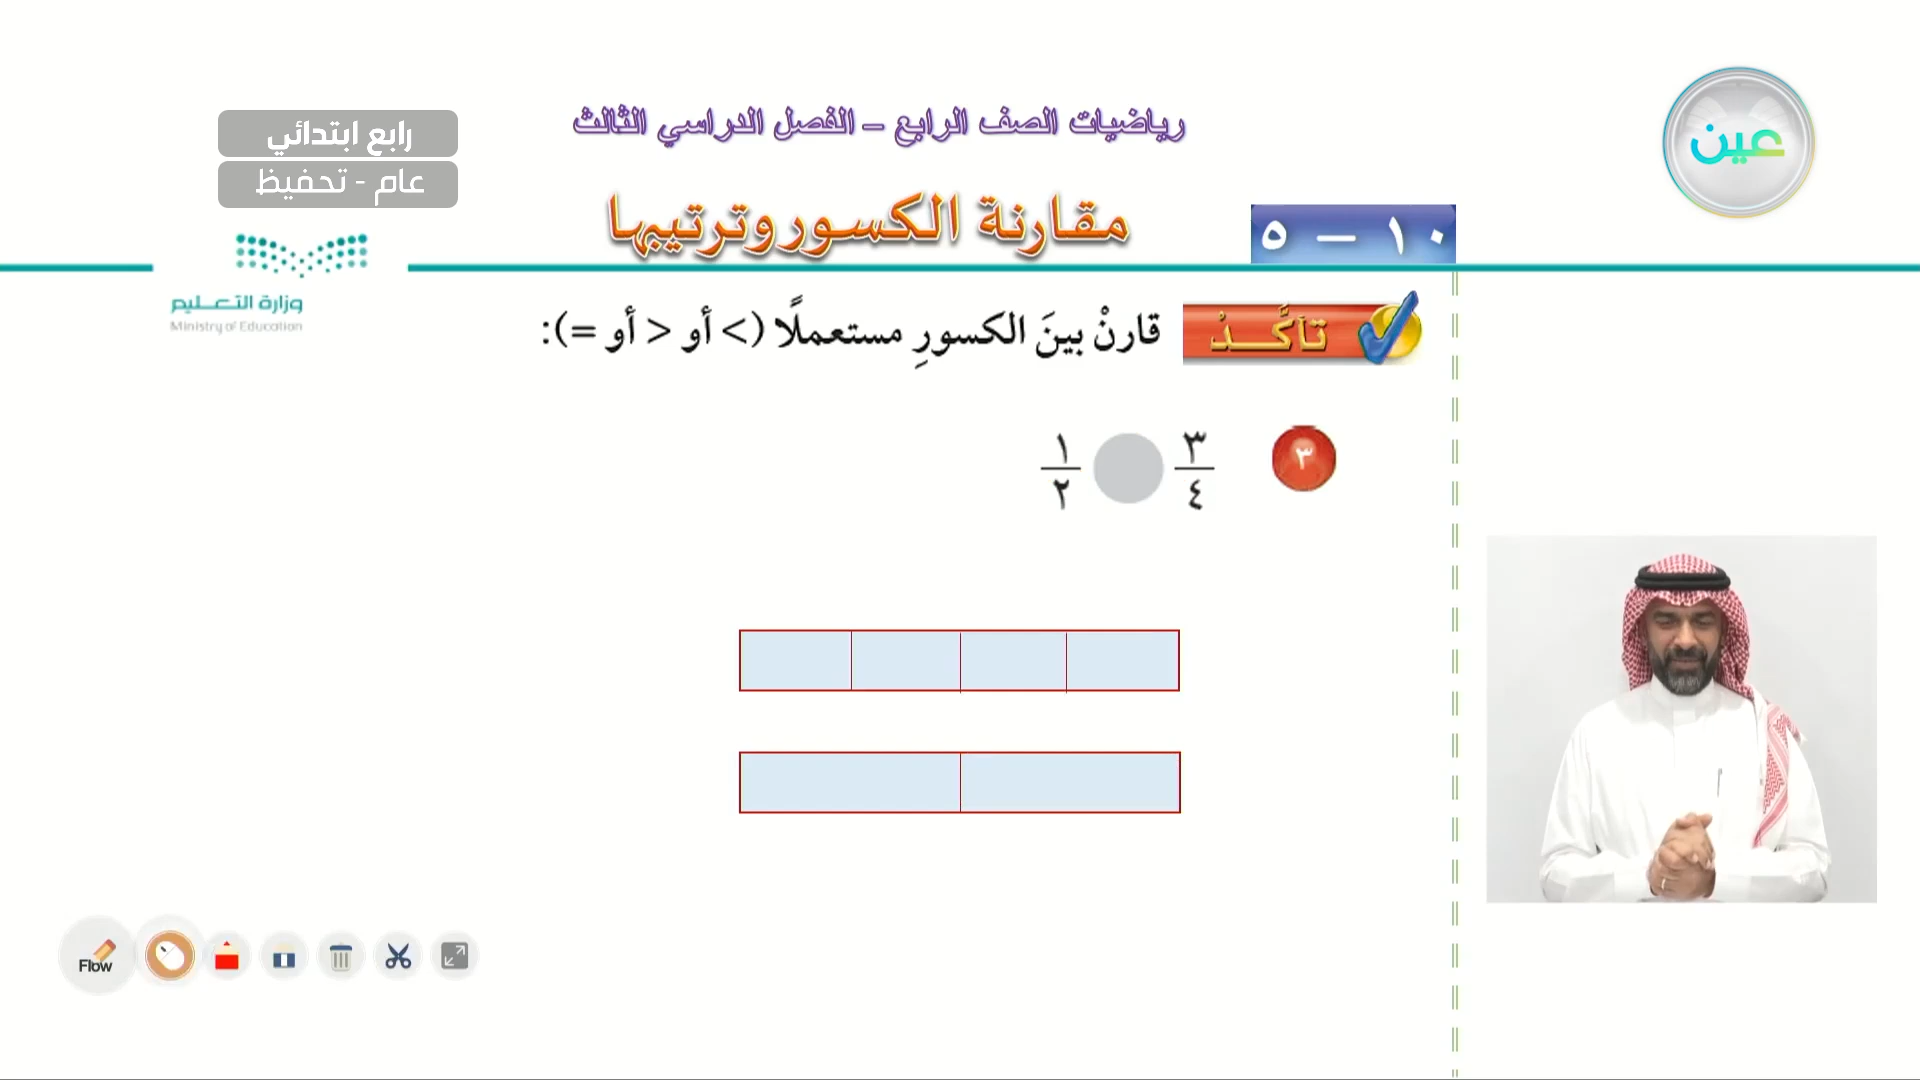 عين
رياضيات الصف الرابع – الفصل الدراسي الثالث
رابع ابتدائي
عام - تحفيظ
١٠ – ٥
مقارنة الكسور وترتيبها
وزارة التعليم
Ministry of Education
تأكَّدْ
قارنْ بينَ الكسورِ مستعملًا (> أو < أو =):
٣
٣/٤ ١/٢
Flow